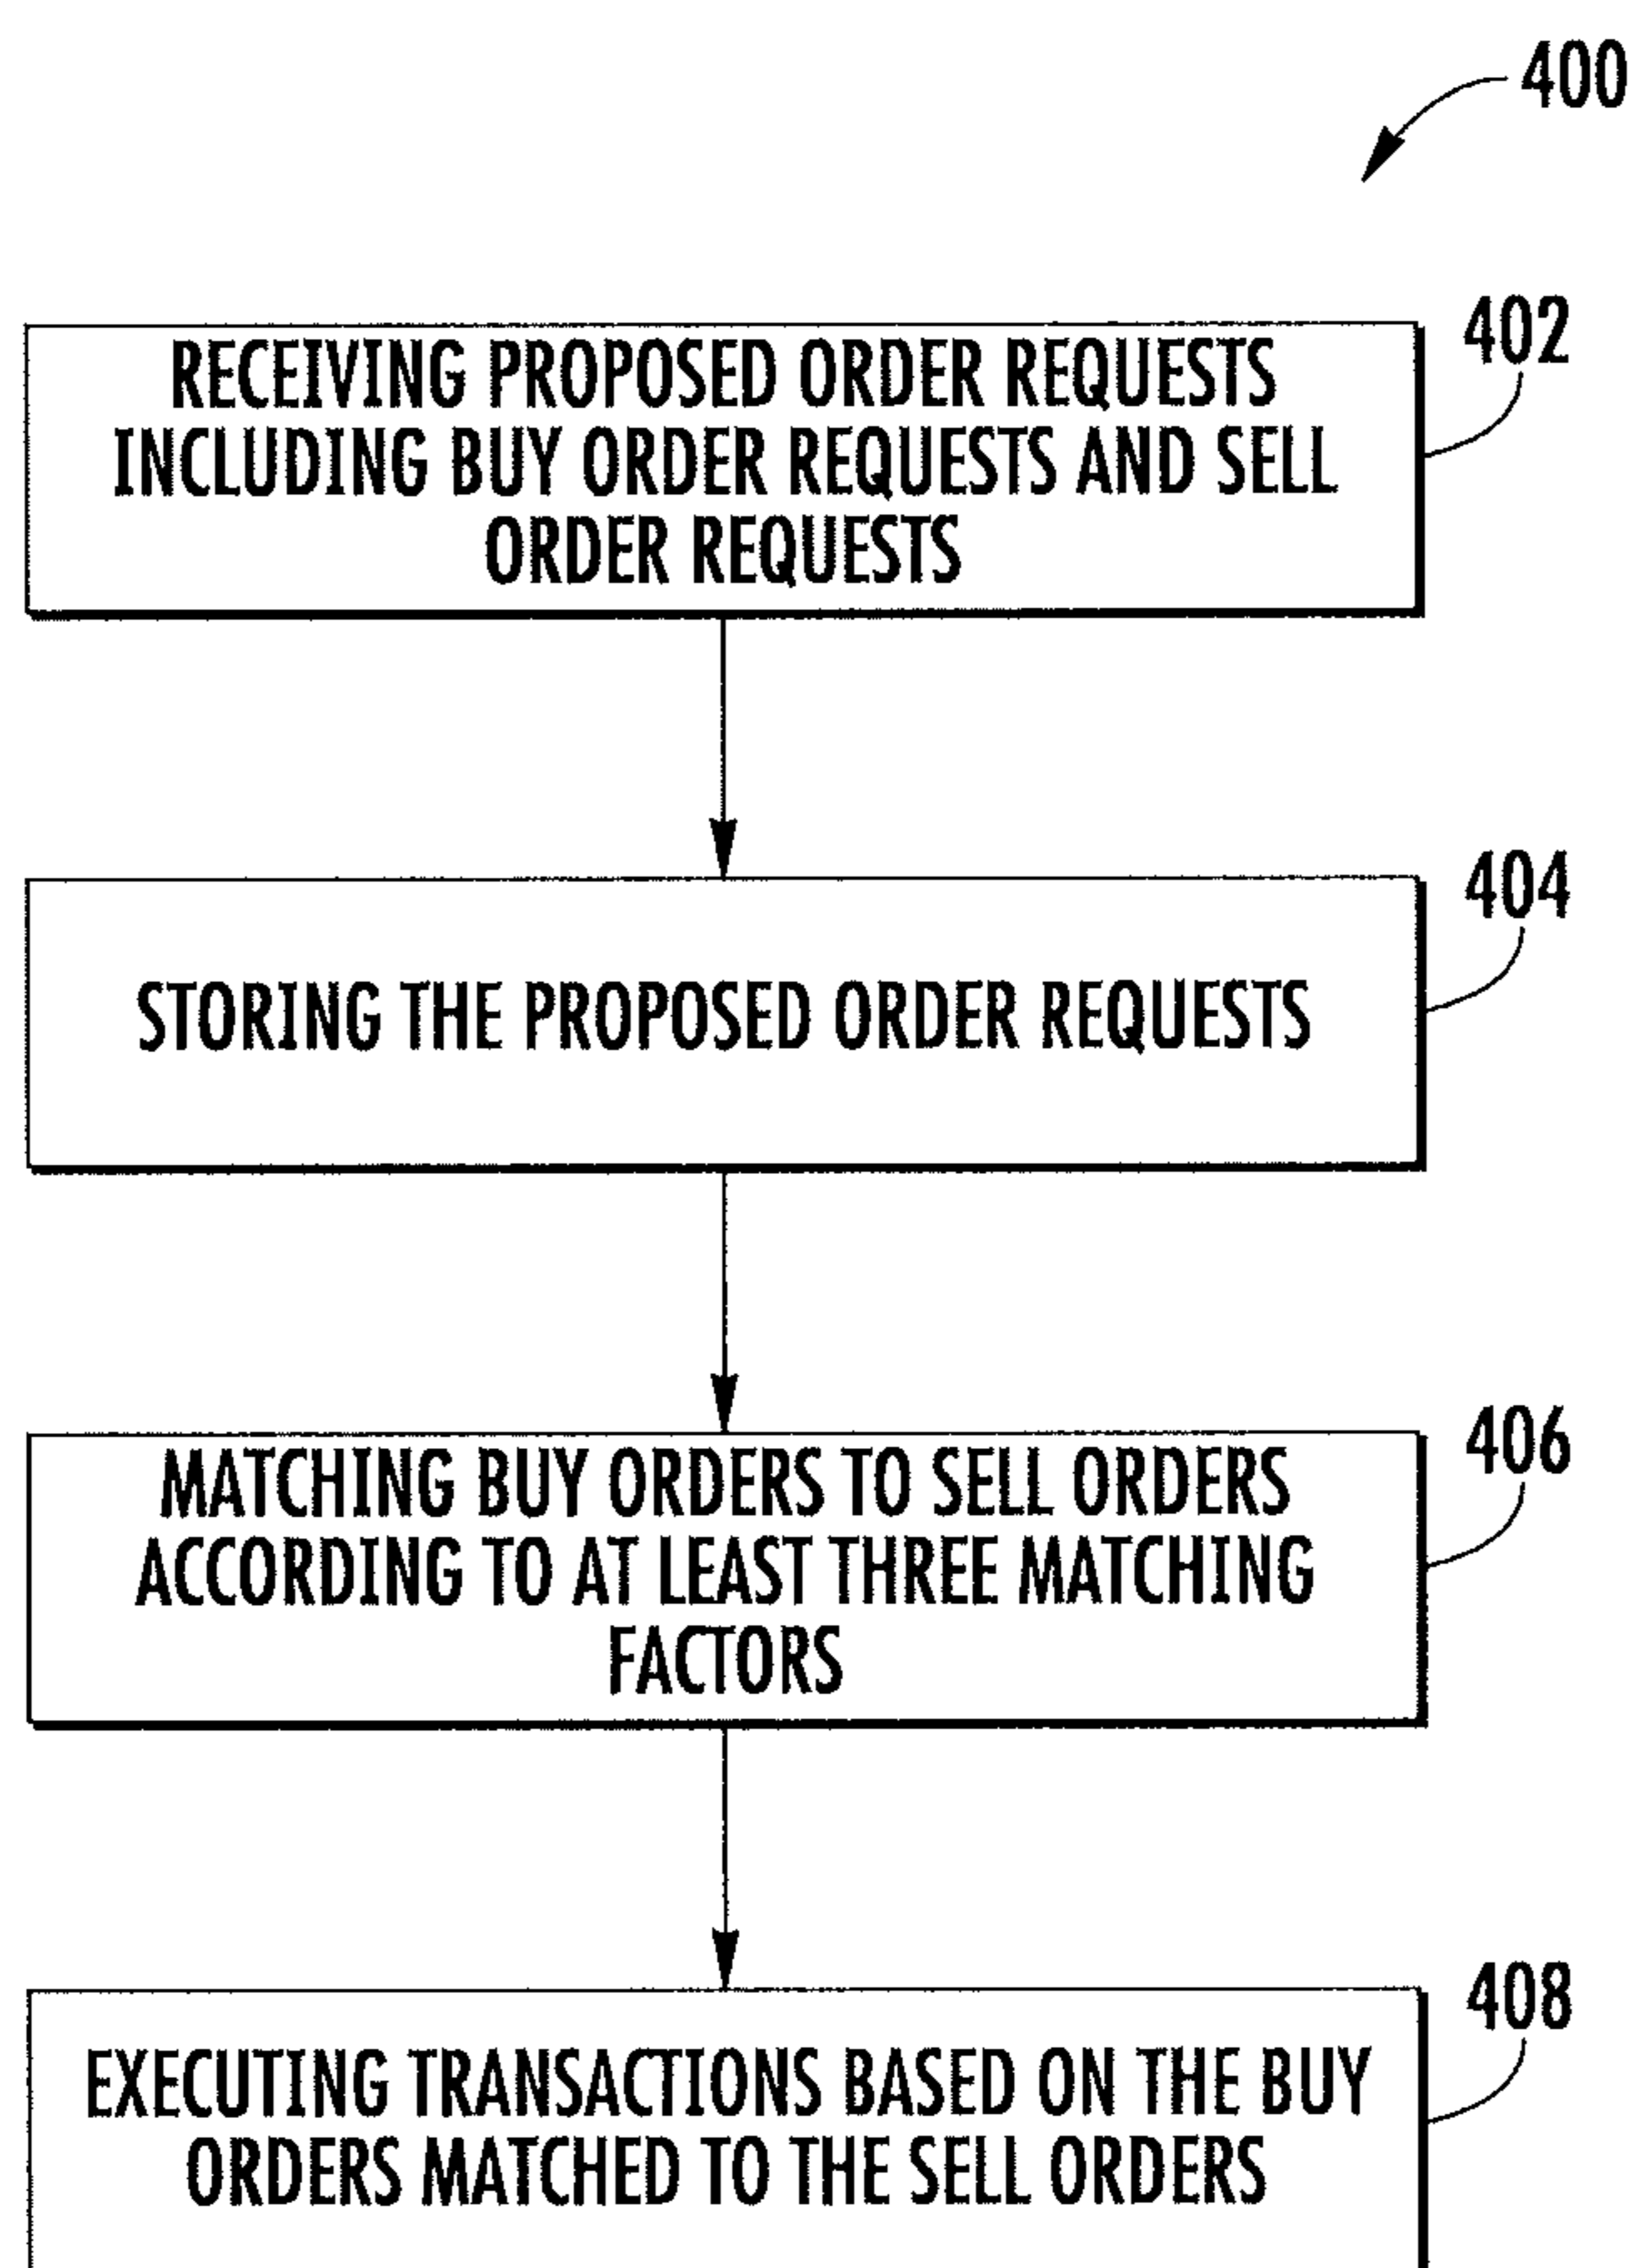 400
402
RECEIVING PROPOSED ORDER REQUESTS
INCLUDING BUY ORDER REQUESTS AND SELL
ORDER REQUESTS
404
STORING THE PROPOSED ORDER REQUESTS
406
MATCHING BUY ORDERS TO SELL ORDERS
ACCORDING TO AT LEAST THREE MATCHING
FACTORS
408
EXECUTING TRANSACTIONS BASED ON THE BUY
ORDERS MATCHED TO THE SELL ORDERS